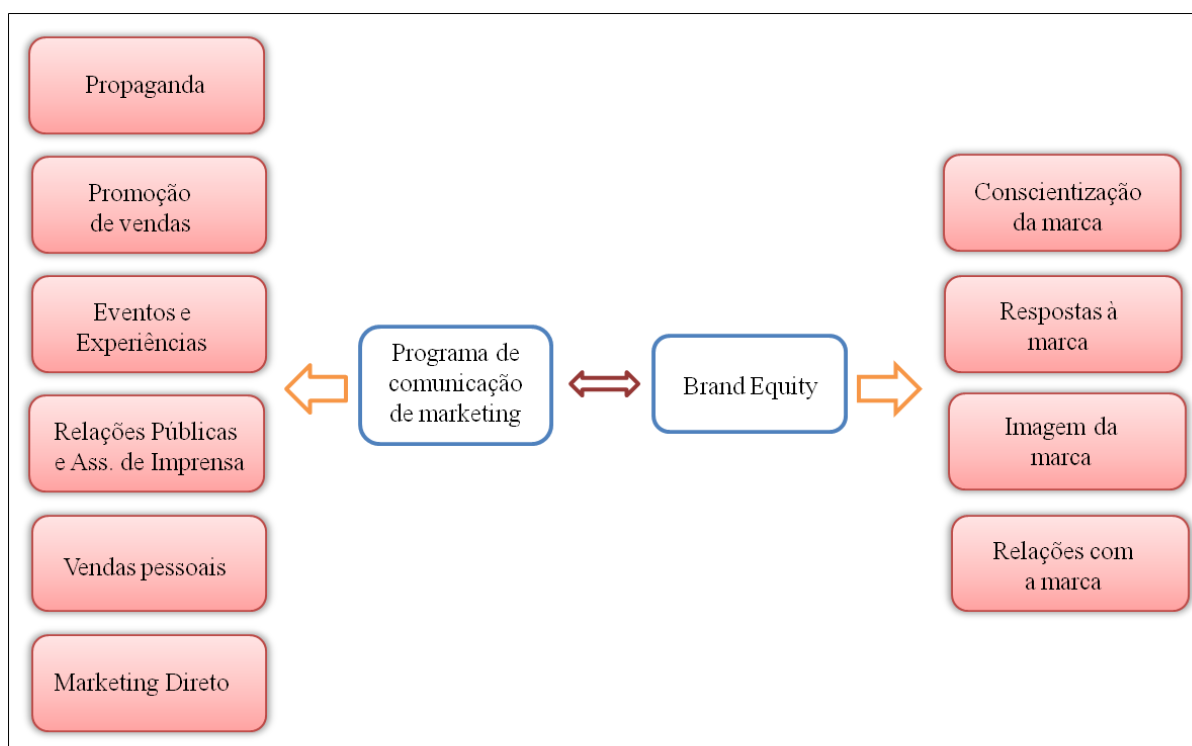 Propaganda
Promoção
de vendas
Eventos e
Experiências
Relações Públicas
e Ass. de Imprensa
Vendas pessoais
Marketing Direto
Programa de
comunicação
de marketing
Brand Equity
Conscientização
da marca
Respostas à
marca
Imagem da
marca
Relações com
a marca